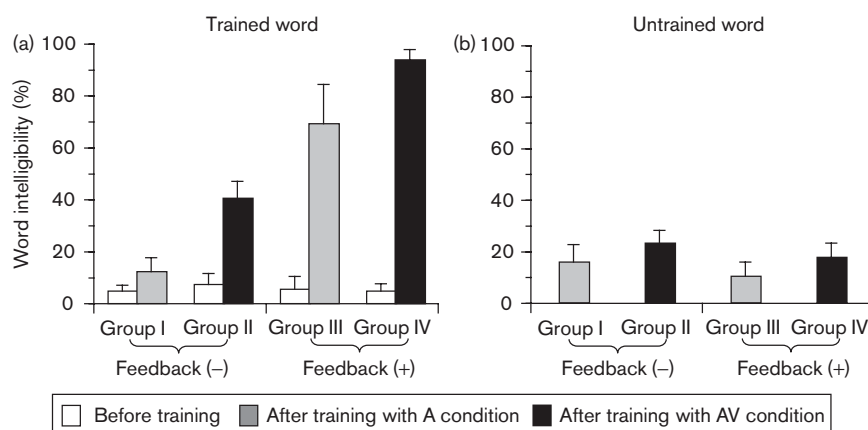 Trained word
Untrained word
(a)
(b)
Word intelligibility (%)
100
80
60
40
20
0
100
80
60
40
20
0
Group I Group II Group III Group IV
Feedback (–) Feedback (+)
Group I Group II Group III Group IV
Feedback (–) Feedback (+)
Before training After training with A condition After training with AV condition